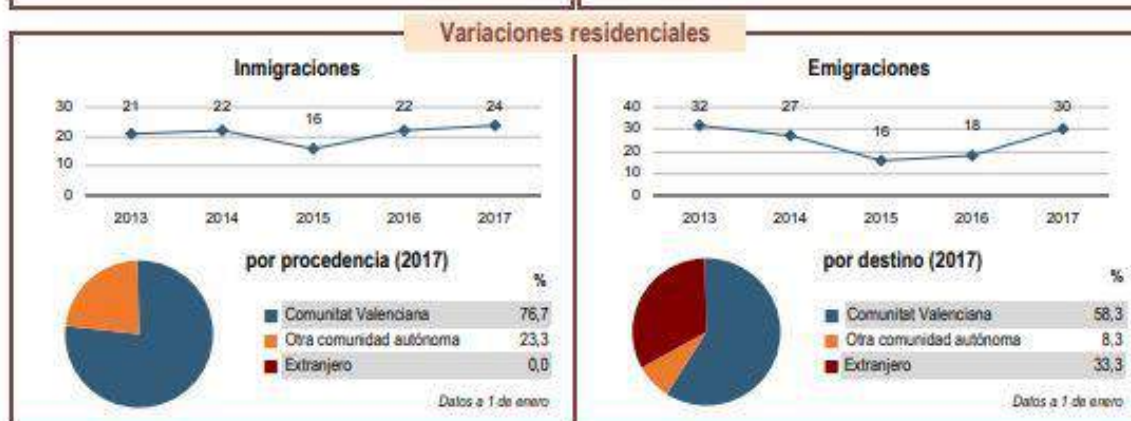 Variaciones residenciales
Inmigraciones
30
20
10
0
21
22
16
22
24
2013
2014
2015
2016
2017
por procedencia (2017)
%
Comunitat Valenciana 76,7
Otra comunidad autónoma 23,3
Extranjero 0,0
Datos a 1 de enero
Emigraciones
40
30
20
10
0
32
27
16
18
30
2013
2014
2015
2016
2017
por destino (2017)
%
Comunitat Valenciana 58,3
Otra comunidad autónoma 8,3
Extranjero 33,3
Datos a 1 de enero